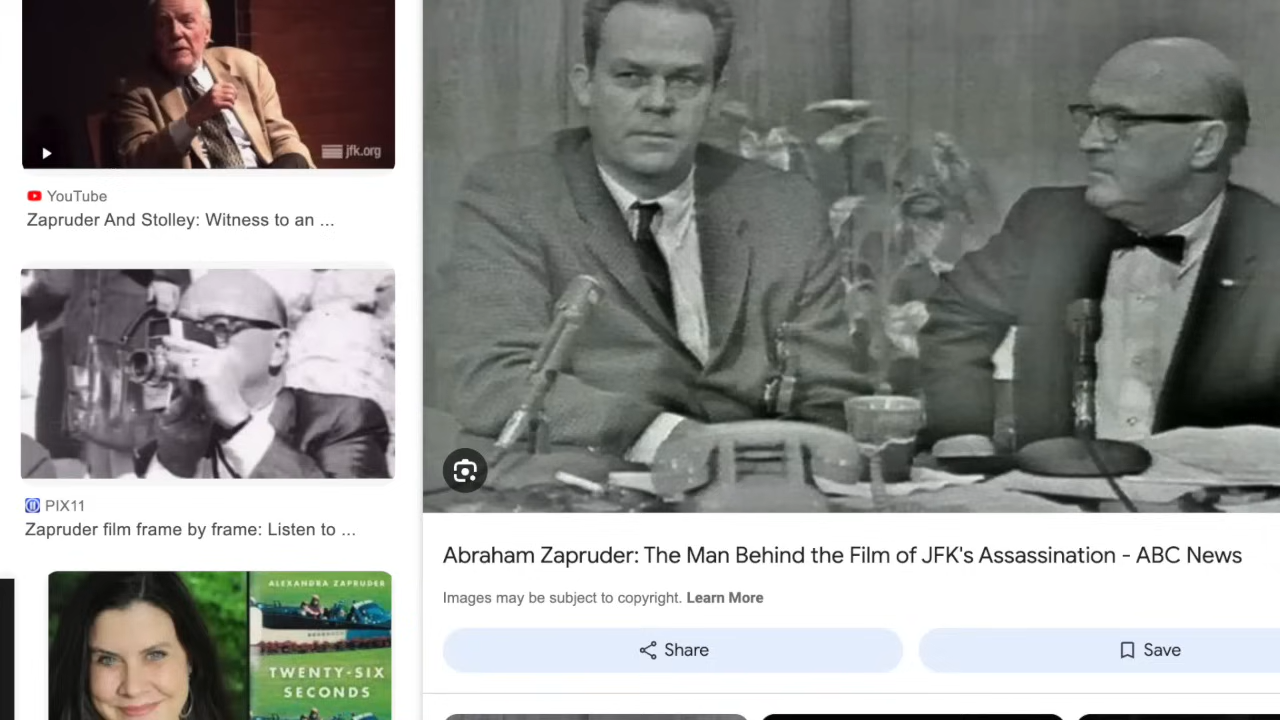 jfk.org
YouTube
Zapruder And Stolley: Witness to an ...
PIX11
Zapruder film frame by frame: Listen to ...
ALEXANDRA ZAPRUDER
TWENTY-SIX
SECONDS
Abraham Zapruder: The Man Behind the Film of JFK's Assassination - ABC News
Images may be subject to copyright. Learn More
Share
Save